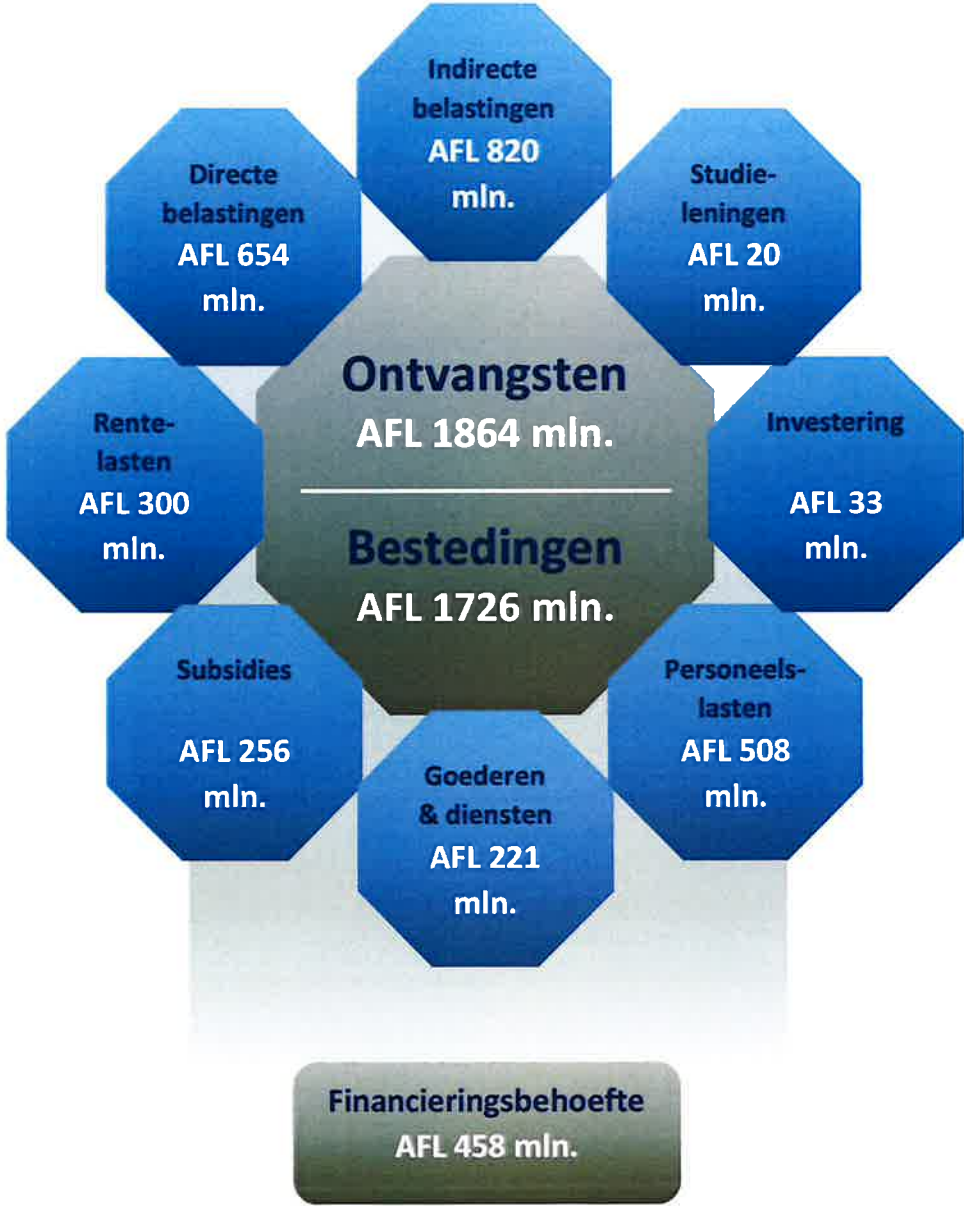 Indirecte
belastingen
AFL 820
mln.
Directe
belastingen
AFL 654
mln.
Studie-
leningen
AFL 20
mln.
Ontvangsten
AFL 1864 mln.
Bestedingen
AFL 1726 mln.
Rente-
lasten
AFL 300
mln.
Investering
AFL 33
mln.
Subsidies
AFL 256
mln.
Personeels-
lasten
AFL 508
mln.
Goederen
& diensten
AFL 221
mln.
Financieringsbehoefte
AFL 458 mln.